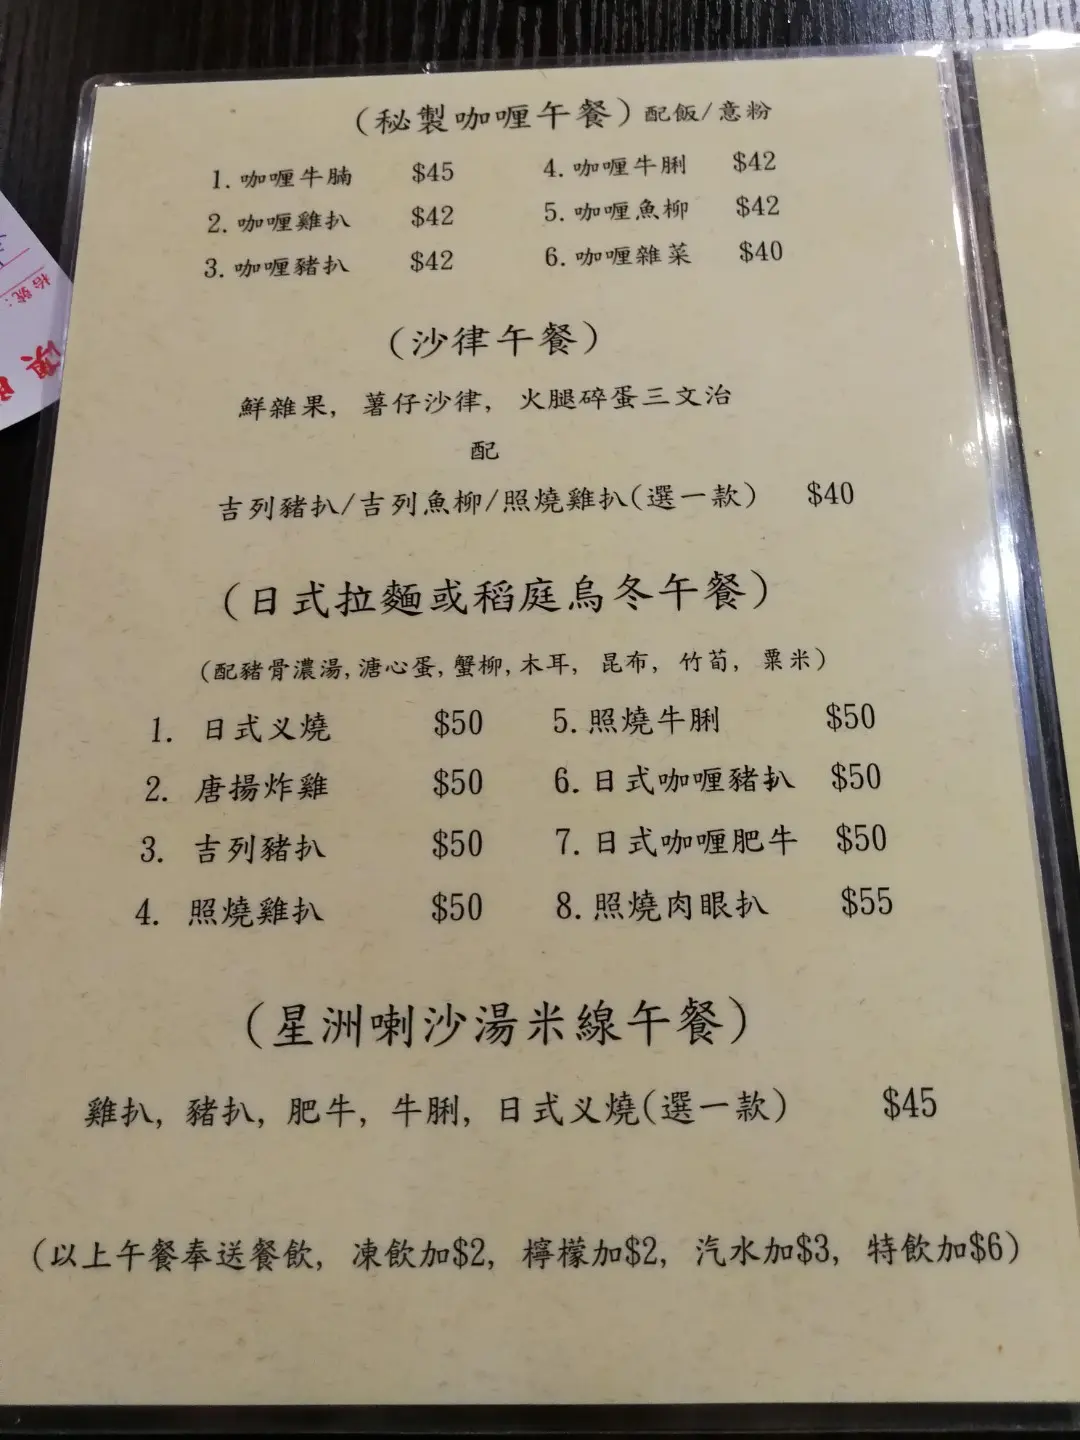 (秘製咖喱午餐) 配飯/意粉
1. 咖喱牛腩 $45 4. 咖喱牛脷 $42
2. 咖喱雞扒 $42 5. 咖喱魚柳 $42
3. 咖喱豬扒 $42 6. 咖喱雜菜 $40
(沙律午餐)
鮮雜果, 薯仔沙律, 火腿碎蛋三文治
配
吉列豬扒/吉列魚柳/照燒雞扒(選一款) $40
(日式拉麵或稻庭烏冬午餐)
(配豬骨濃湯, 溏心蛋, 蟹柳, 木耳, 昆布, 竹荀, 粟米)
1. 日式义燒 $50 5. 照燒牛脷 $50
2. 唐揚炸雞 $50 6. 日式咖喱豬扒 $50
3. 吉列豬扒 $50 7. 日式咖喱肥牛 $50
4. 照燒雞扒 $50 8. 照燒肉眼扒 $55
(星洲喇沙湯米線午餐)
雞扒, 豬扒, 肥牛, 牛脷, 日式义燒(選一款) $45
(以上午餐奉送餐飲, 凍飲加$2, 檸檬加$2, 汽水加$3, 特飲加$6)